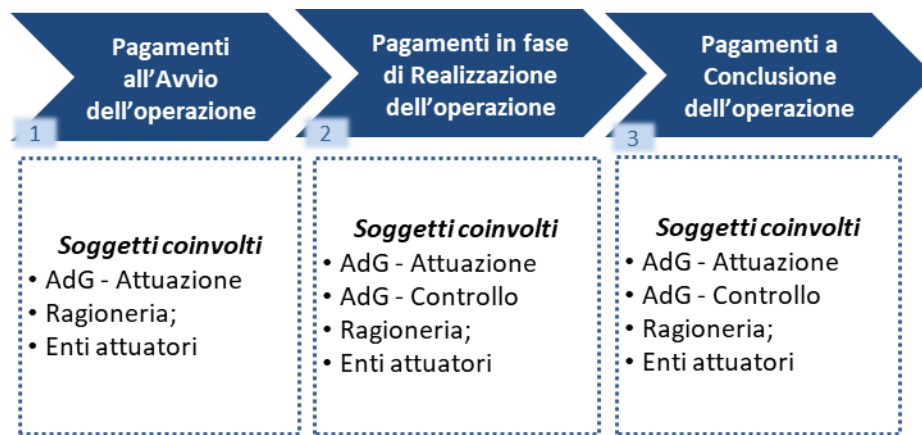 Pagamenti
all'Avvio
dell'operazione
1
Pagamenti in fase
di Realizzazione
dell'operazione
2
Pagamenti a
Conclusione
dell'operazione
3
Soggetti coinvolti
• AdG - Attuazione
• Ragioneria;
• Enti attuatori
Soggetti coinvolti
• AdG - Attuazione
• AdG - Controllo
• Ragioneria;
• Enti attuatori
Soggetti coinvolti
• AdG - Attuazione
• AdG - Controllo
• Ragioneria;
• Enti attuatori